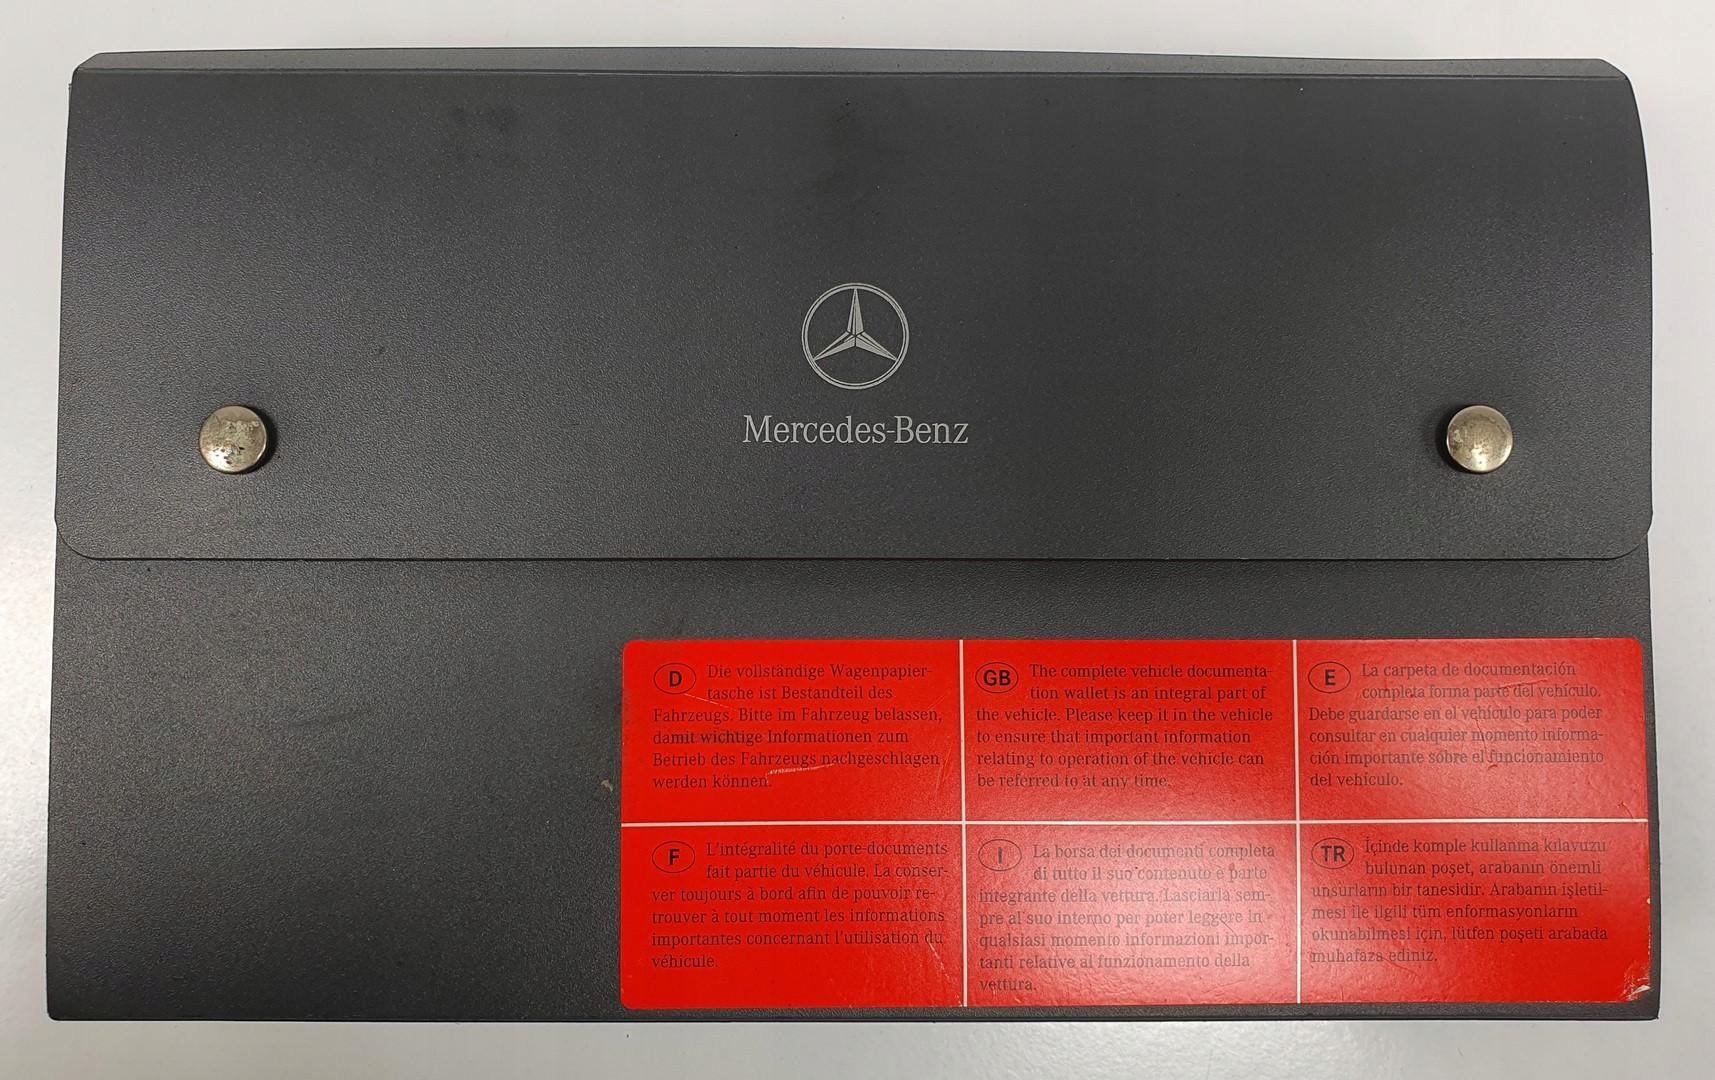 Mercedes-Benz
D Die vollständige Wagenpapier-
tasche ist Bestandteil des
Fahrzeugs. Bitte im Fahrzeug belassen,
damit wichtige Informationen zum
Betrieb des Fahrzeugs nachgeschlagen
werden können.
GB The complete vehicle documenta-
tion wallet is an integral part of
the vehicle. Please keep it in the vehicle
to ensure that important information
relating to operation of the vehicle can
be referred to at any time.
E La carpeta de documentación
completa forma parte del vehículo.
Debe guardarse en el vehículo para poder
consultar en cualquier momento informa-
ción importante sobre el funcionamiento
del vehículo.
F L'intégralité du porte-documents
fait partie du véhicule. La conser-
ver toujours à bord afin de pouvoir re-
trouver à tout moment les informations
importantes concernant l'utilisation du
véhicule.
I La borsa dei documenti completa
di tutto il suo contenuto è parte
integrante della vettura. Lasciarla sem-
pre al suo interno per poter leggere in
qualsiasi momento informazioni impor-
tanti relative al funzionamento della
vettura.
TR İçinde komple kullanma kılavuzu
bulunan poşet, arabanın önemli
unsurların bir tanesidir. Arabanın işletil-
mesi ile ilgili tüm enformasyonların
okunabilmesi için, lütfen poşeti arabada
muhafaza ediniz.